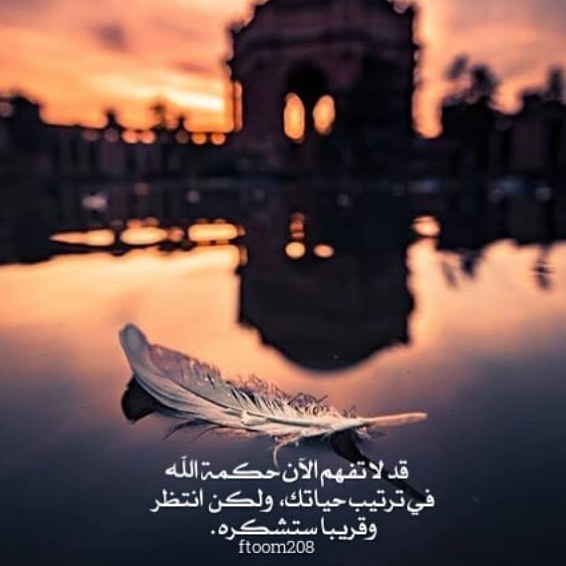 قد لا تفهم الآن حكمة الله
في ترتيب حياتك، ولكن انتظر
وقريبا ستشكره.
ftoom208